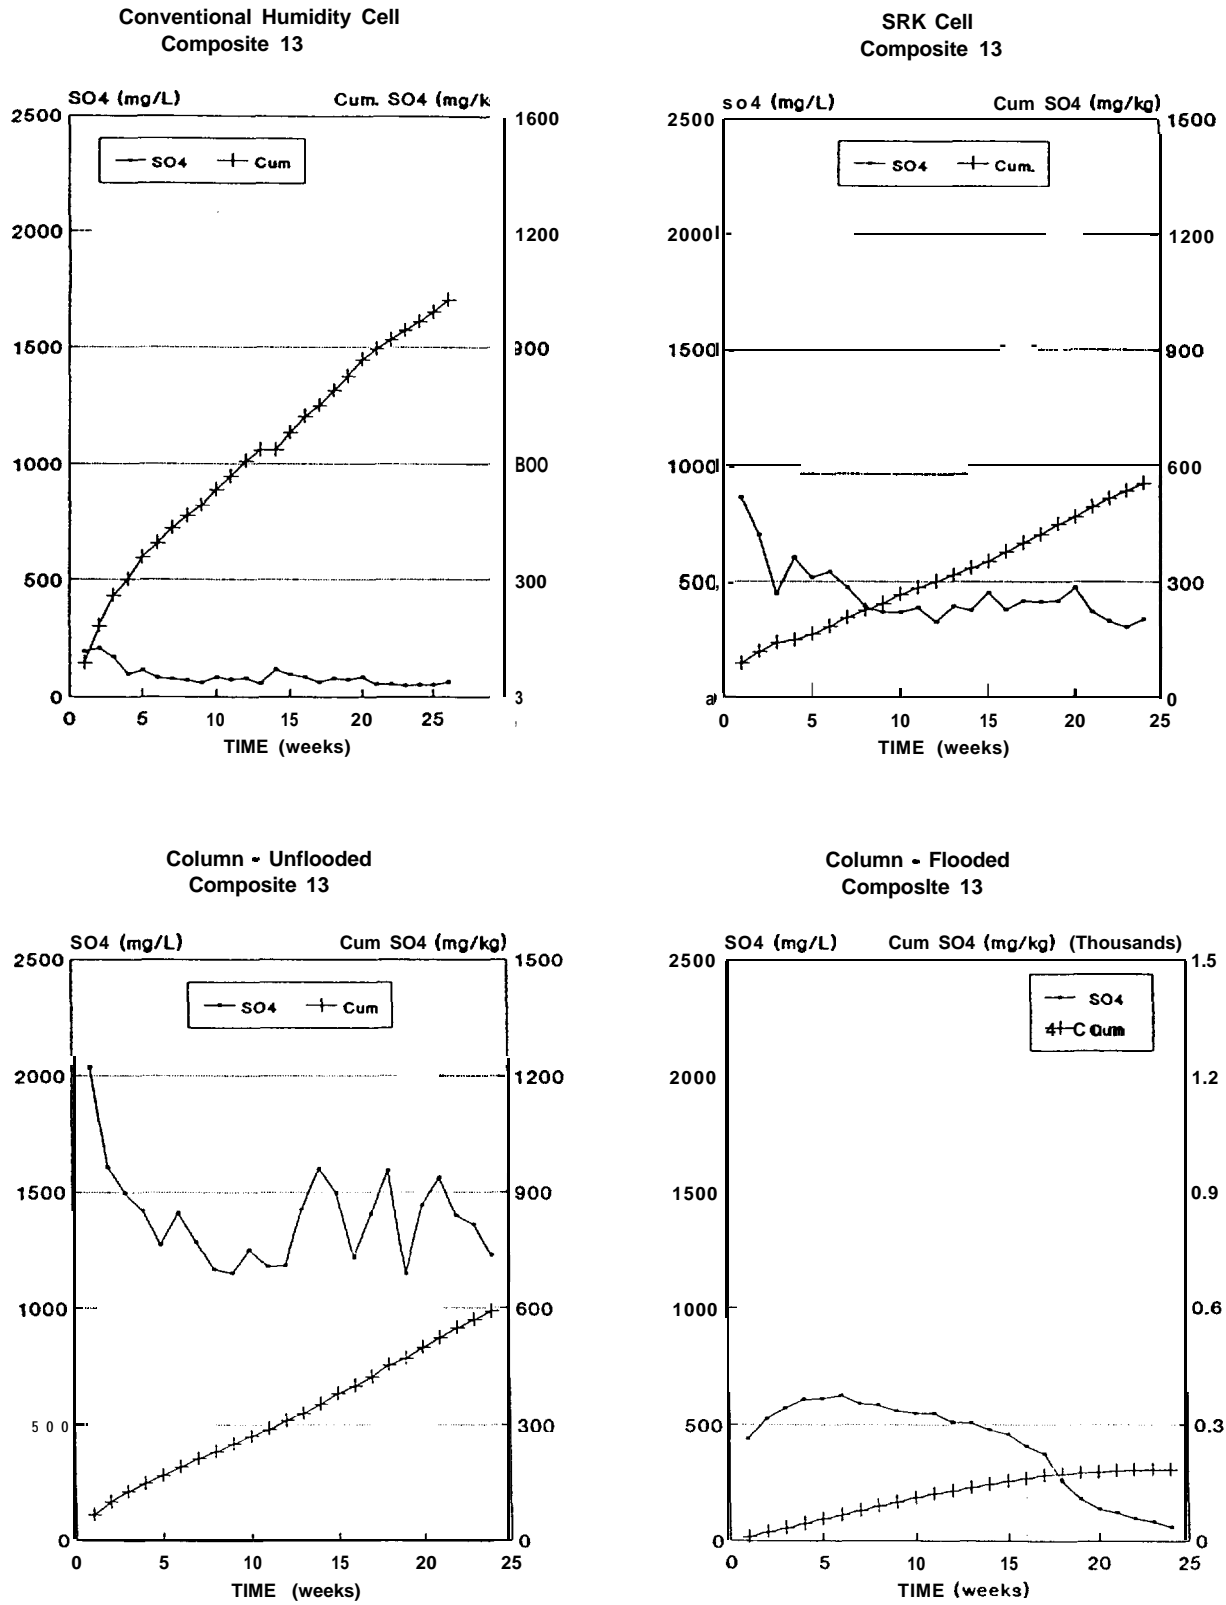 Conventional Humidity Cell
Composite 13
SO4 (mg/L) Cum. SO4 (mg/k
2500 1600
SO4 Cum
2000 1200
1500 900
1000 B00
500 300
0 3
0 5 10 15 20 25
TIME (weeks)
SRK Cell
Composite 13
so4 (mg/L) Cum SO4 (mg/kg)
2500 1500
SO4 Cum.
2000 1200
1500 900
1000 600
500 300
a 0
0 5 10 15 20 25
TIME (weeks)
Column - Unflooded
Composite 13
SO4 (mg/L) Cum SO4 (mg/kg)
2500 1500
SO4 Cum
2000 1200
1500 900
1000 600
500 300
0 0
0 5 10 15 20 25
TIME (weeks)
Column - Flooded
Composite 13
SO4 (mg/L) Cum SO4 (mg/kg) (Thousands)
2500 1.5
SO4
Cum
2000 1.2
1500 0.9
1000 0.6
500 0.3
0 0
0 5 10 15 20 25
TIME (weeks)